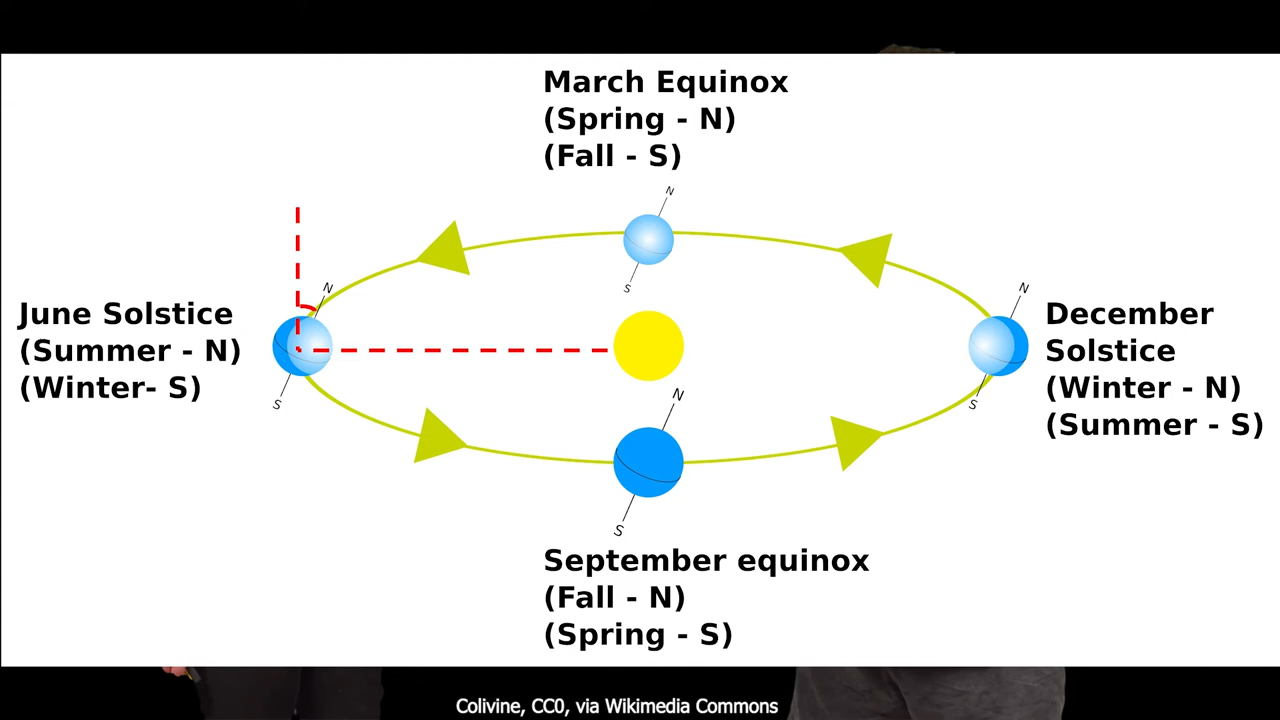 March Equinox
(Spring - N)
(Fall - S)
N
S
June Solstice
(Summer - N)
(Winter- S)
N
S
December
Solstice
(Winter - N)
(Summer - S)
N
S
N
S
September equinox
(Fall - N)
(Spring - S)
Colivine, CC0, via Wikimedia Commons